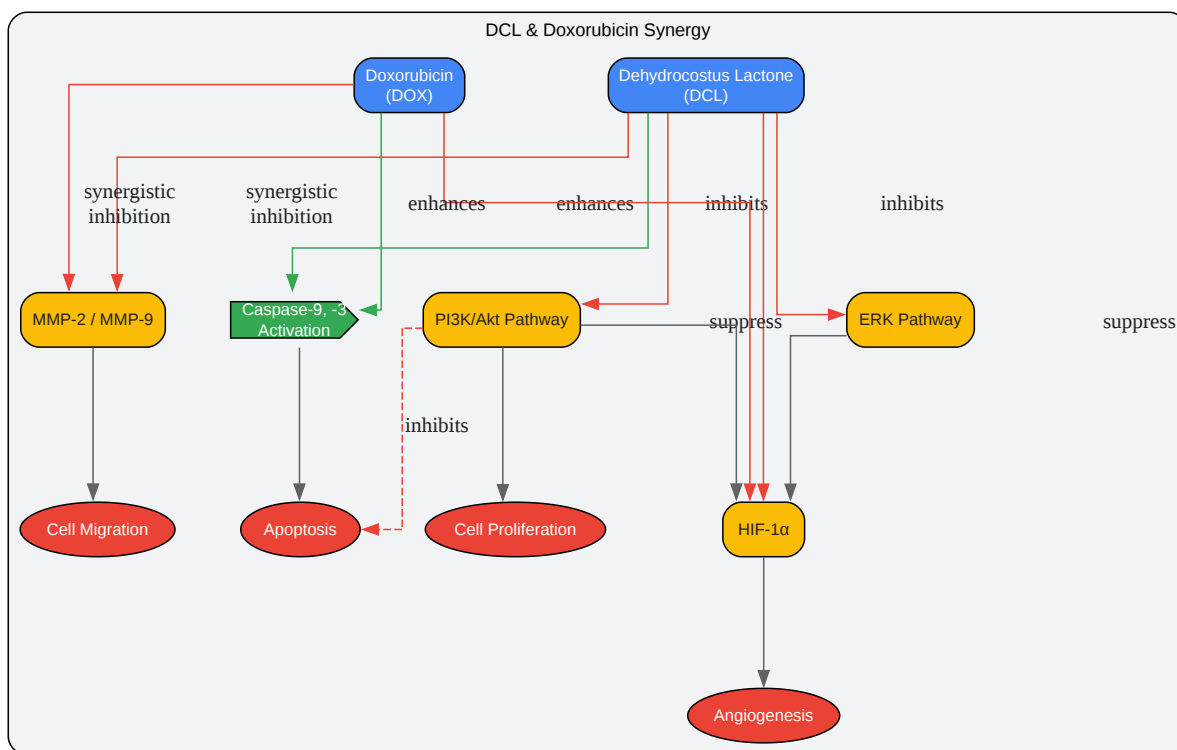 DCL & Doxorubicin Synergy
Doxorubicin
(DOX)
Dehydrocostus Lactone
(DCL)
synergistic
inhibition
synergistic
inhibition
enhances
enhances
inhibits
inhibits
MMP-2 / MMP-9
Caspase-9, -3
Activation
PI3K/Akt Pathway
suppress
ERK Pathway
suppress
inhibits
Cell Migration
Apoptosis
Cell Proliferation
HIF-1α
Angiogenesis